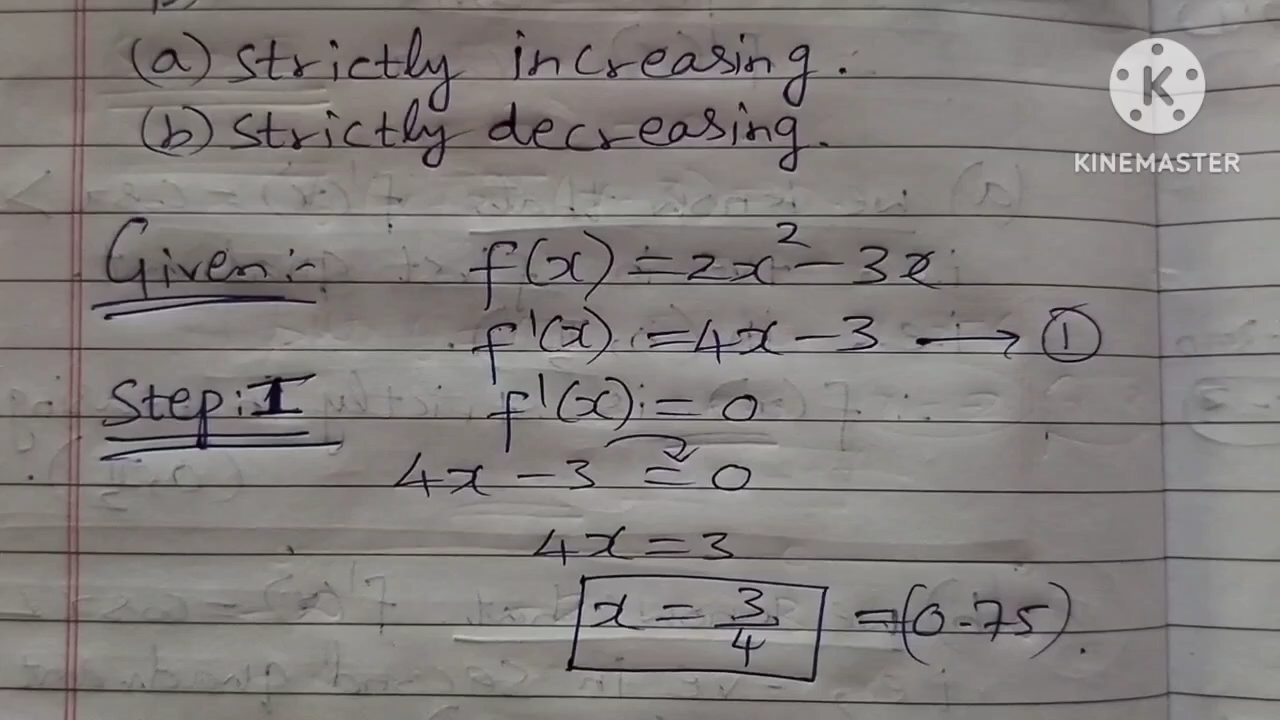 (a) strictly increasing.
(b) strictly decreasing.
K
KINEMASTER
Given:- f(x) = 2x² - 3x
f'(x) = 4x - 3 → ①
Step: I f'(x) = 0
4x - 3 = 0
4x = 3
x = 3/4 = (0.75).